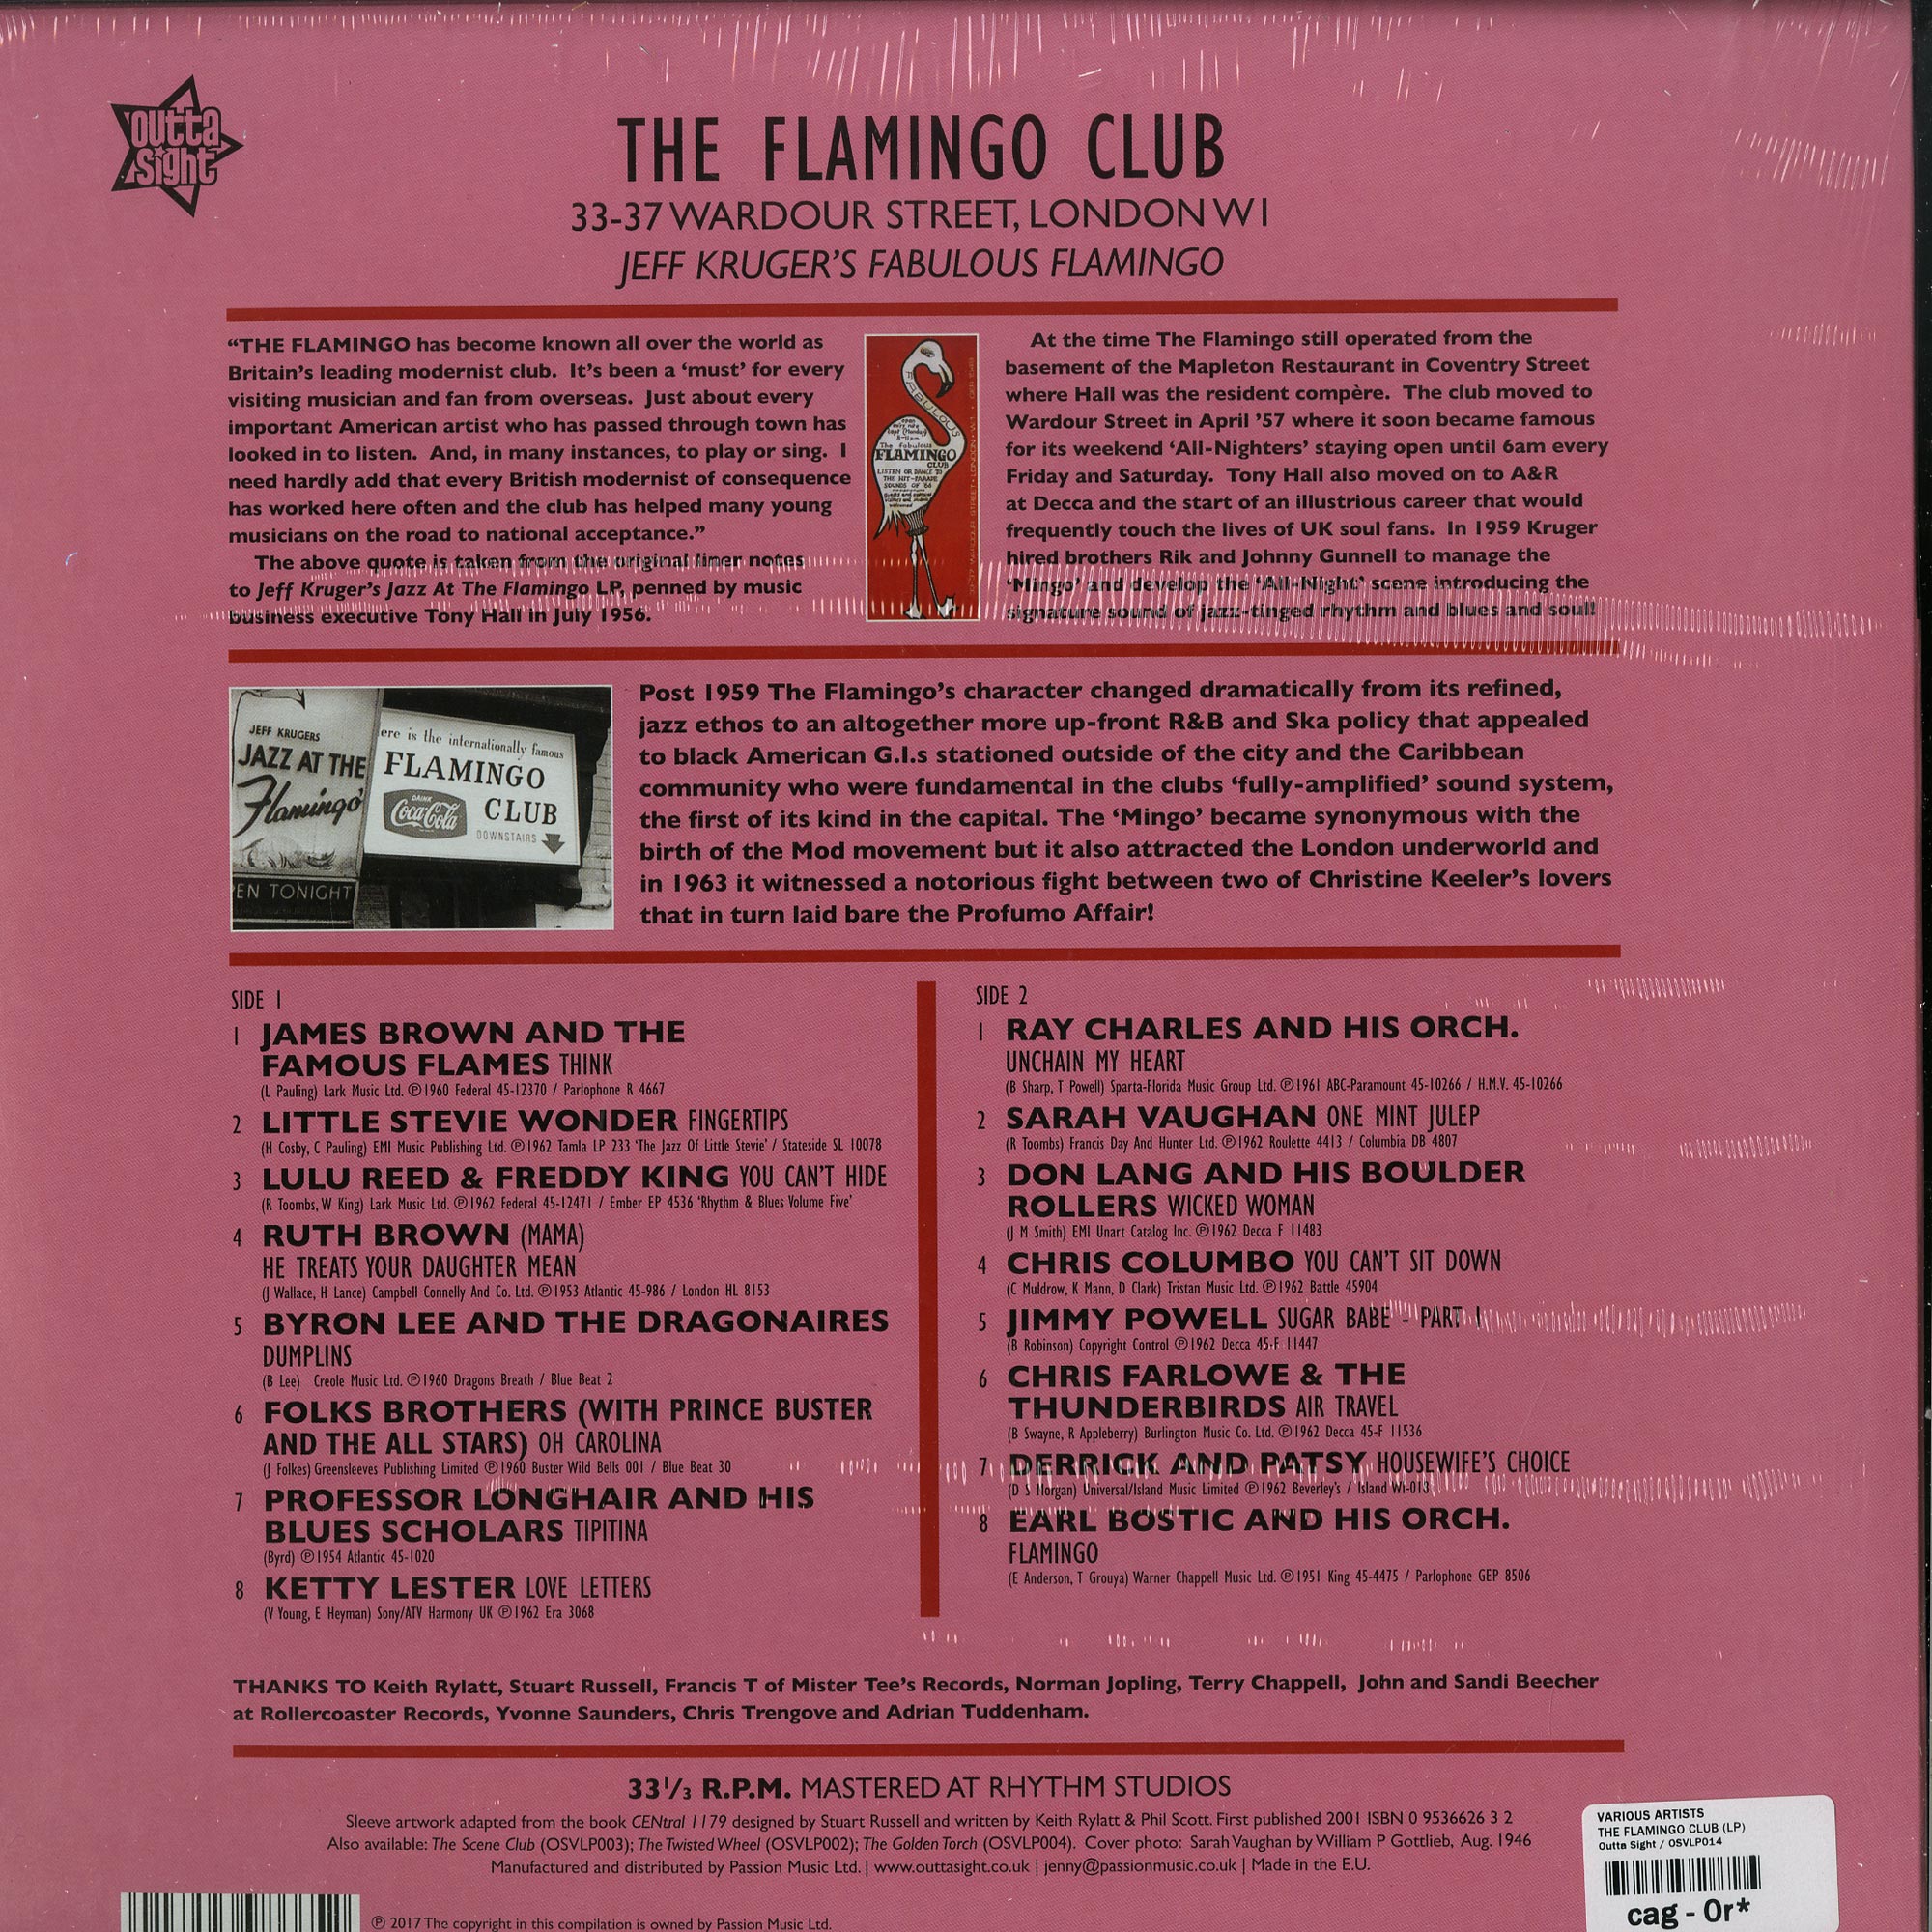 outta
Sight
THE FLAMINGO CLUB
33-37 WARDOUR STREET, LONDON W1
JEFF KRUGER'S FABULOUS FLAMINGO
“THE FLAMINGO has become known all over the world as
Britain's leading modernist club. It's been a ‘must’ for every
visiting musician and fan from overseas. Just about every
important American artist who has passed through town has
looked in to listen. And, in many instances, to play or sing. I
need hardly add that every British modernist of consequence
has worked here often and the club has helped many young
musicians on the road to national acceptance.”
The above quote is taken from the original liner notes
to Jeff Kruger's Jazz At The Flamingo LP, penned by music
business executive Tony Hall in July 1956.
FABULOUS
The fabulous
FLAMINGO
CLUB
LISTEN OR DANCE TO
THE HIT-PARADE
SOUNDS OF '66
At the time The Flamingo still operated from the
basement of the Mapleton Restaurant in Coventry Street
where Hall was the resident compère. The club moved to
Wardour Street in April ’57 where it soon became famous
for its weekend ‘All-Nighters’ staying open until 6am every
Friday and Saturday. Tony Hall also moved on to A&R
at Decca and the start of an illustrious career that would
frequently touch the lives of UK soul fans. In 1959 Kruger
hired brothers Rik and Johnny Gunnell to manage the
‘Mingo’ and develop the ‘All-Night’ scene introducing the
signature sound of jazz-tinged rhythm and blues and soul!
JEFF KRUGERS
JAZZ AT THE
Flamingo
EN TONIGHT
ere is the internationally famous
FLAMINGO
DRINK
Coca-Cola
CLUB
DOWNSTAIRS
Post 1959 The Flamingo's character changed dramatically from its refined,
jazz ethos to an altogether more up-front R&B and Ska policy that appealed
to black American G.I.s stationed outside of the city and the Caribbean
community who were fundamental in the clubs ‘fully-amplified’ sound system,
the first of its kind in the capital. The ‘Mingo’ became synonymous with the
birth of the Mod movement but it also attracted the London underworld and
in 1963 it witnessed a notorious fight between two of Christine Keeler's lovers
that in turn laid bare the Profumo Affair!
SIDE 1
1 JAMES BROWN AND THE
FAMOUS FLAMES THINK
(L Pauling) Lark Music Ltd. ℗1960 Federal 45-12370 / Parlophone R 4667
2 LITTLE STEVIE WONDER FINGERTIPS
(H Cosby, C Pauling) EMI Music Publishing Ltd. ℗1962 Tamla LP 233 ‘The Jazz Of Little Stevie’ / Stateside SL 10078
3 LULU REED & FREDDY KING YOU CAN'T HIDE
(R Toombs, W King) Lark Music Ltd. ℗1962 Federal 45-12471 / Ember EP 4536 ‘Rhythm & Blues Volume Five’
4 RUTH BROWN (MAMA)
HE TREATS YOUR DAUGHTER MEAN
(J Wallace, H Lance) Campbell Connelly And Co. Ltd. ℗1953 Atlantic 45-986 / London HL 8153
5 BYRON LEE AND THE DRAGONAIRES
DUMPLINS
(B Lee) Creole Music Ltd. ℗1960 Dragons Breath / Blue Beat 2
6 FOLKS BROTHERS (WITH PRINCE BUSTER
AND THE ALL STARS) OH CAROLINA
(J Folkes) Greensleeves Publishing Limited ℗1960 Buster Wild Bells 001 / Blue Beat 30
7 PROFESSOR LONGHAIR AND HIS
BLUES SCHOLARS TIPITINA
(Byrd) ℗1954 Atlantic 45-1020
8 KETTY LESTER LOVE LETTERS
(V Young, E Heyman) Sony/ATV Harmony UK ℗1962 Era 3068
SIDE 2
1 RAY CHARLES AND HIS ORCH.
UNCHAIN MY HEART
(B Sharp, T Powell) Sparta-Florida Music Group Ltd. ℗1961 ABC-Paramount 45-10266 / H.M.V. 45-10266
2 SARAH VAUGHAN ONE MINT JULEP
(R Toombs) Francis Day And Hunter Ltd. ℗1962 Roulette 4413 / Columbia DB 4807
3 DON LANG AND HIS BOULDER
ROLLERS WICKED WOMAN
(J M Smith) EMI Unart Catalog Inc. ℗1962 Decca F 11483
4 CHRIS COLUMBO YOU CAN'T SIT DOWN
(C Muldrow, K Mann, D Clark) Tristan Music Ltd. ℗1962 Battle 45904
5 JIMMY POWELL SUGAR BABE - PART 1
(B Robinson) Copyright Control ℗1962 Decca 45-F 11447
6 CHRIS FARLOWE & THE
THUNDERBIRDS AIR TRAVEL
(B Swayne, R Appleberry) Burlington Music Co. Ltd. ℗1962 Decca 45-F 11536
7 DERRICK AND PATSY HOUSEWIFE'S CHOICE
(D S Morgan) Universal/Island Music Limited ℗1962 Beverley's / Island WI-013
8 EARL BOSTIC AND HIS ORCH.
FLAMINGO
(E Anderson, T Grouya) Warner Chappell Music Ltd. ℗1951 King 45-4475 / Parlophone GEP 8506
THANKS TO Keith Rylatt, Stuart Russell, Francis T of Mister Tee's Records, Norman Jopling, Terry Chappell, John and Sandi Beecher
at Rollercoaster Records, Yvonne Saunders, Chris Trengove and Adrian Tuddenham.
33⅓ R.P.M. MASTERED AT RHYTHM STUDIOS
Sleeve artwork adapted from the book CENtral 1179 designed by Stuart Russell and written by Keith Rylatt & Phil Scott. First published 2001 ISBN 0 9536626 3 2
Also available: The Scene Club (OSVLP003); The Twisted Wheel (OSVLP002); The Golden Torch (OSVLP004). Cover photo: Sarah Vaughan by William P Gottlieb, Aug. 1946
Manufactured and distributed by Passion Music Ltd. | www.outtasight.co.uk | jenny@passionmusic.co.uk | Made in the E.U.
℗ 2017 The copyright in this compilation is owned by Passion Music Ltd.
VARIOUS ARTISTS
THE FLAMINGO CLUB (LP)
Outta Sight / OSVLP014
cag - Or*